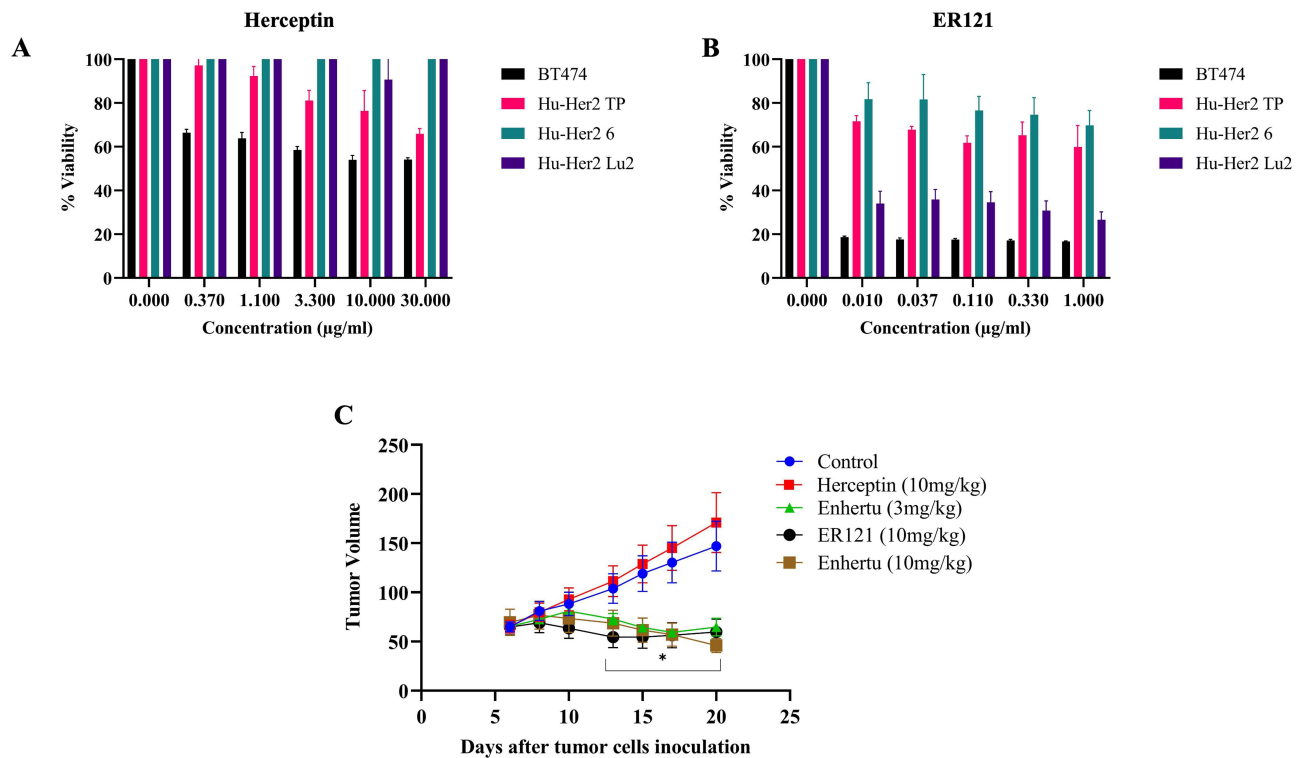 Herceptin
A
% Viability
100
80
60
40
20
0
0.000 0.370 1.100 3.300 10.000 30.000
Concentration (µg/ml)
BT474
Hu-Her2 TP
Hu-Her2 6
Hu-Her2 Lu2
ER121
B
% Viability
100
80
60
40
20
0
0.000 0.010 0.037 0.110 0.330 1.000
Concentration (µg/ml)
BT474
Hu-Her2 TP
Hu-Her2 6
Hu-Her2 Lu2
C
Tumor Volume
250
200
150
100
50
0
*
0 5 10 15 20 25
Days after tumor cells inoculation
Control
Herceptin (10mg/kg)
Enhertu (3mg/kg)
ER121 (10mg/kg)
Enhertu (10mg/kg)